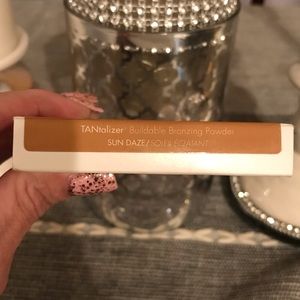 TANtalizer Buildable Bronzing Powder
SUN DAZE/SOLEIL ÉCLATANT